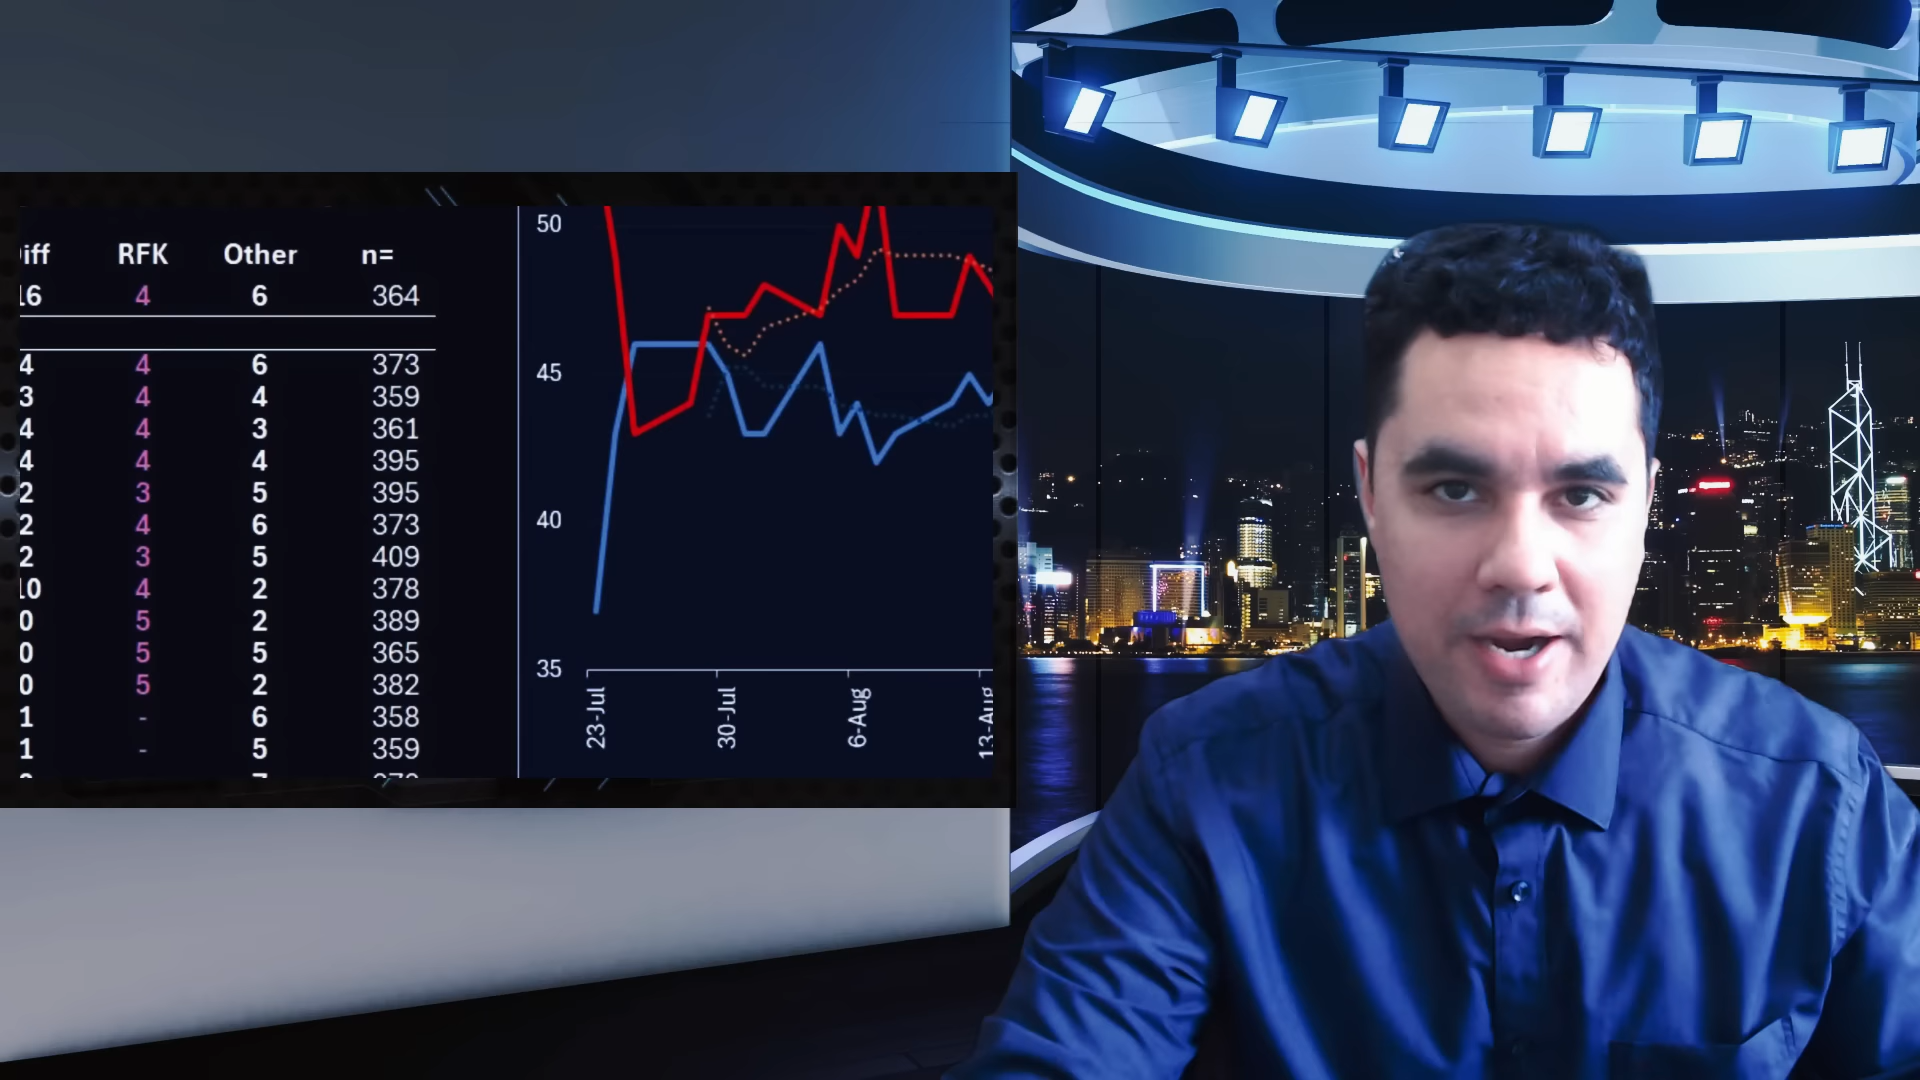 iff RFK Other n=
16 4 6 364
4 4 6 373
3 4 4 359
4 4 3 361
4 4 4 395
2 3 5 395
2 4 6 373
2 3 5 409
10 4 2 378
0 5 2 389
0 5 5 365
0 5 2 382
1 - 6 358
1 - 5 359
50
45
40
35
23-Jul
30-Jul
6-Aug
13-Aug